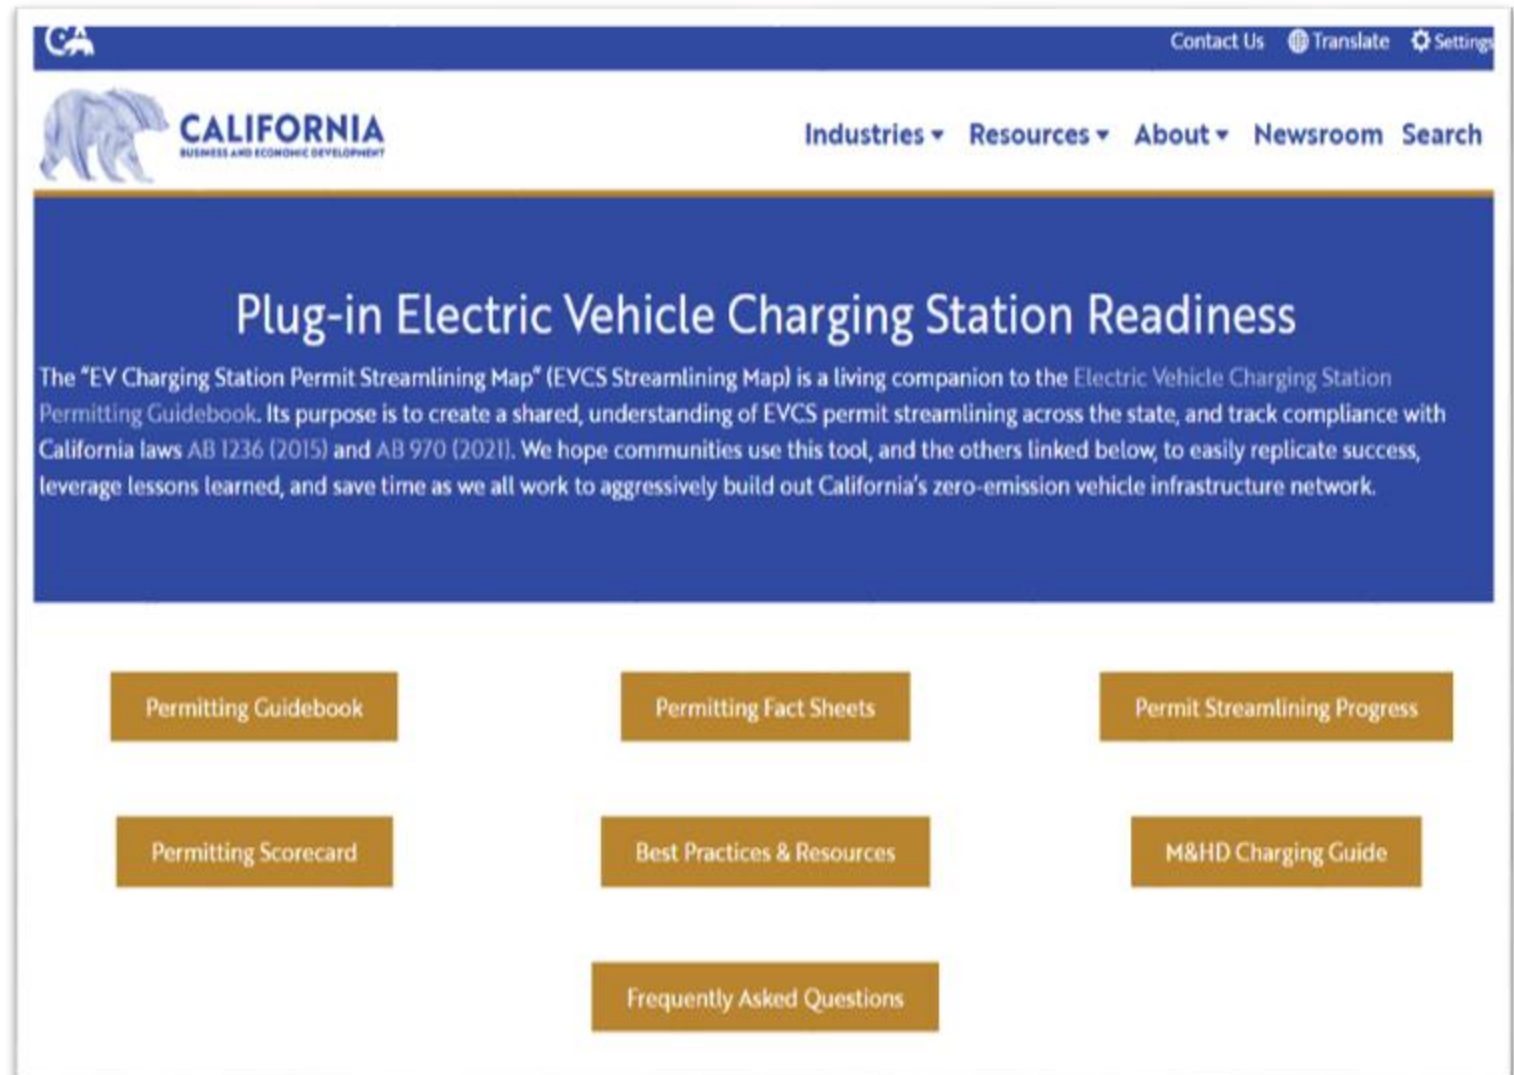 CA
Contact Us Translate Settings
CALIFORNIA
BUSINESS AND ECONOMIC DEVELOPMENT
Industries Resources About Newsroom Search
Plug-in Electric Vehicle Charging Station Readiness
The "EV Charging Station Permit Streamlining Map" (EVCS Streamlining Map) is a living companion to the Electric Vehicle Charging Station
Permitting Guidebook. Its purpose is to create a shared, understanding of EVCS permit streamlining across the state, and track compliance with
California laws AB 1236 (2015) and AB 970 (2021). We hope communities use this tool, and the others linked below, to easily replicate success,
leverage lessons learned, and save time as we all work to aggressively build out California's zero-emission vehicle infrastructure network.
Permitting Guidebook Permitting Fact Sheets Permit Streamlining Progress
Permitting Scorecard Best Practices & Resources M&HD Charging Guide
Frequently Asked Questions